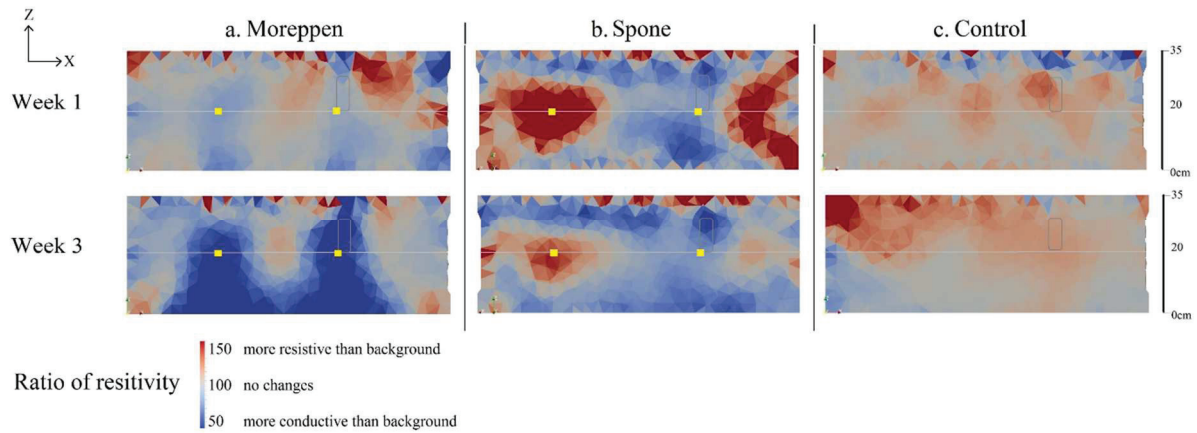 Z
X
a. Moreppen
b. Spone
c. Control
Week 1
35
20
0cm
Week 3
35
20
0cm
Ratio of resitivity
150 more resistive than background
100 no changes
50 more conductive than background